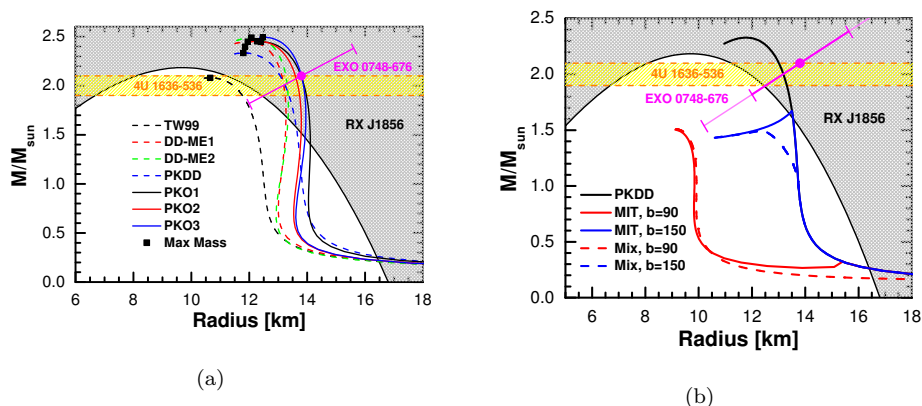 2.5
2.0
1.5
1.0
0.5
0.0
M/M_sun
6 8 10 12 14 16 18
Radius [km]
EXO 0748-676
4U 1636-536
RX J1856
TW99
DD-ME1
DD-ME2
PKDD
PKO1
PKO2
PKO3
Max Mass
(a)
2.5
2.0
1.5
1.0
0.5
0.0
M/M_sun
6 8 10 12 14 16 18
Radius [km]
4U 1636-536
EXO 0748-676
RX J1856
PKDD
MIT, b=90
MIT, b=150
Mix, b=90
Mix, b=150
(b)